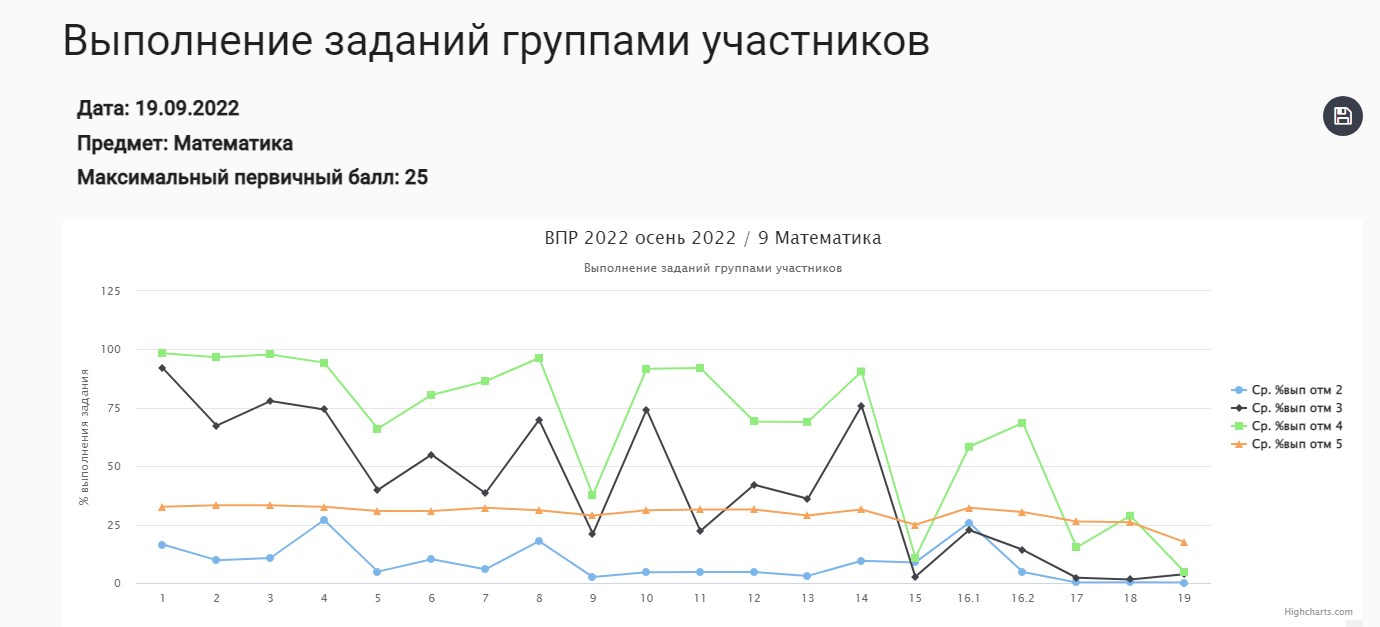 Выполнение заданий группами участников
Дата: 19.09.2022
Предмет: Математика
Максимальный первичный балл: 25
ВПР 2022 осень 2022 / 9 Математика
Выполнение заданий группами участников
% выполнения задания
125
100
75
50
25
0
1 2 3 4 5 6 7 8 9 10 11 12 13 14 15 16.1 16.2 17 18 19
Ср. %вып отм 2
Ср. %вып отм 3
Ср. %вып отм 4
Ср. %вып отм 5
Highcharts.com